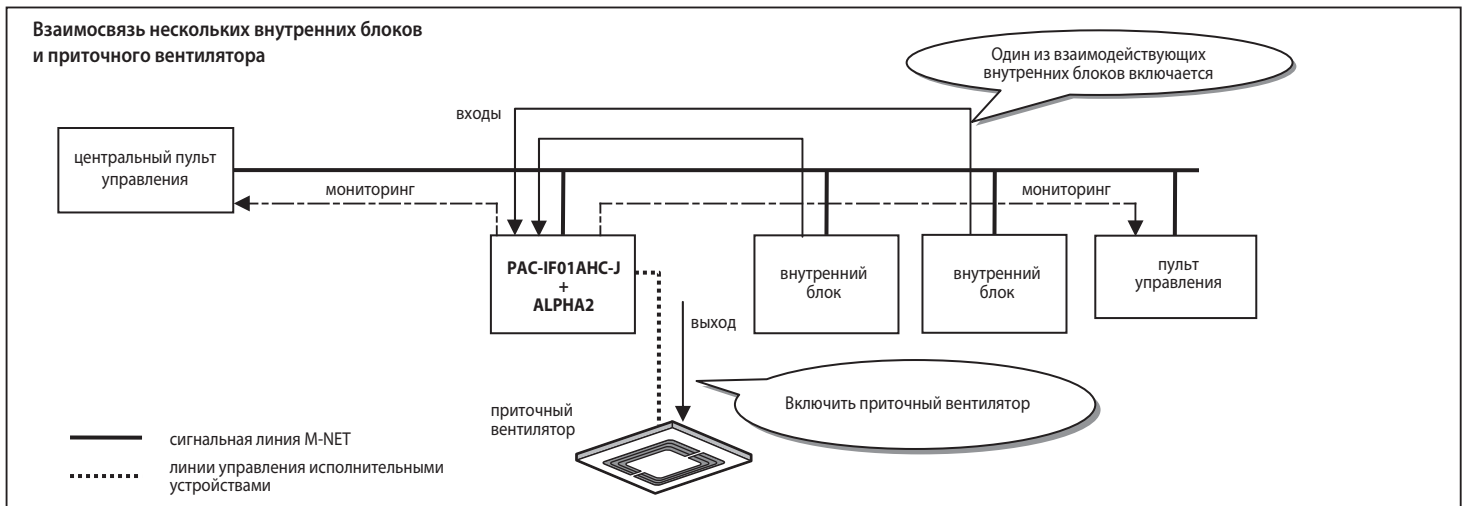 Взаимосвязь нескольких внутренних блоков
и приточного вентилятора
Один из взаимодействующих
внутренних блоков включается
входы
центральный пульт
управления
мониторинг
мониторинг
PAC-IF01AHC-J
+
ALPHA2
внутренний
блок
внутренний
блок
пульт
управления
выход
Включить приточный вентилятор
приточный
вентилятор
сигнальная линия M-NET
линии управления исполнительными
устройствами